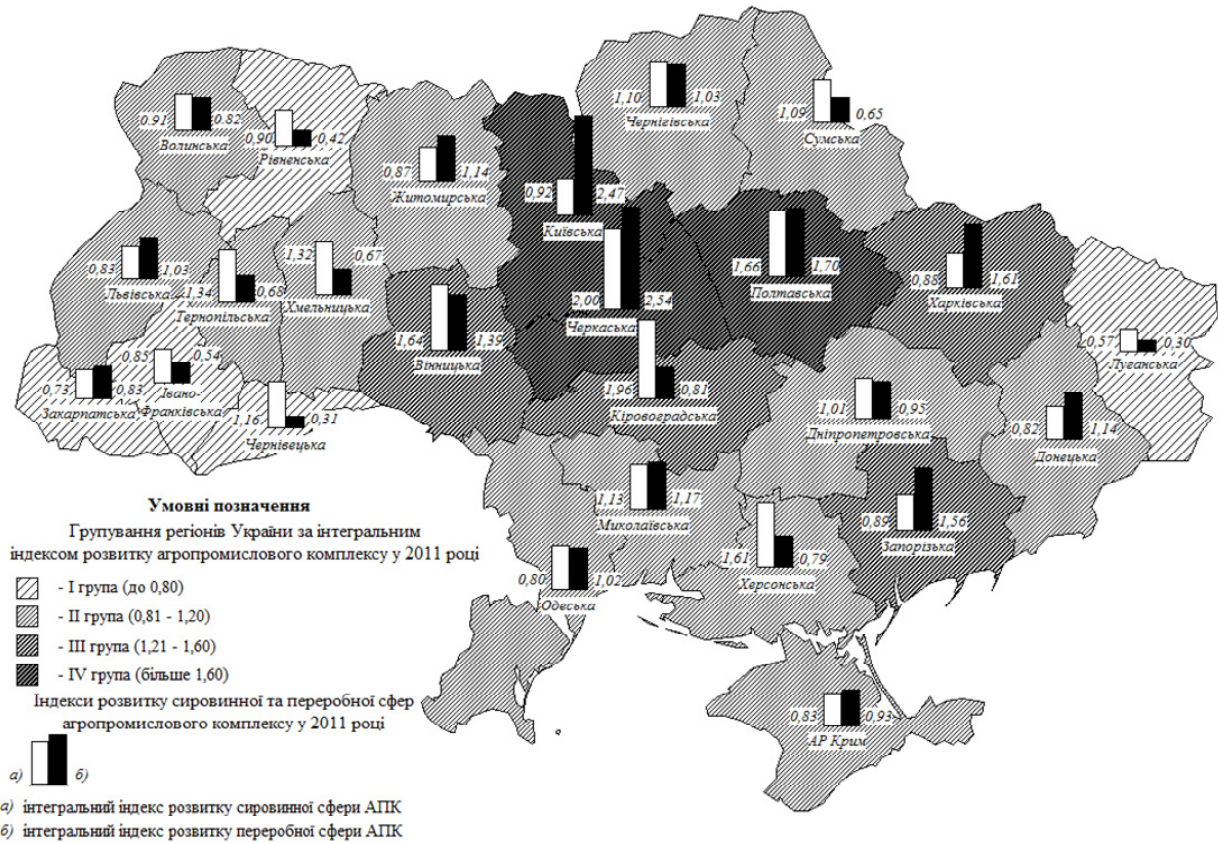 1,10 1,03
Чернігівська
1,09 0,65
Сумська
0.91 0.82
Волинська
0,90 0,42
Рівненська
0,87 1,14
Житомирська
0,92 2,47
Київська
0,83 1,03
Львівська
1,34 0,68
Тернопільська
1,32 0,67
Хмельницька
1,64 1,39
Вінницька
2,00 2,54
Черкаська
1,66 1,70
Полтавська
0,88 1,61
Харківська
0,57 0,30
Луганська
0,73 0,83
Закарпатська
0,85 0,54
Івано-
Франківська
1,16 0,31
Чернівецька
1,96 0,81
Кіровоградська
1,01 0,95
Дніпропетровська
0,82 1,14
Донецька
1,13 1,17
Миколаївська
0,89 1,56
Запорізька
1,61 0,79
Херсонська
0,80 1,02
Одеська
0,83 0,93
АР Крим
Умовні позначення
Групування регіонів України за інтегральним
індексом розвитку агропромислового комплексу у 2011 році
- I група (до 0,80)
- II група (0,81 - 1,20)
- III група (1,21 - 1,60)
- IV група (більше 1,60)
Індекси розвитку сировинної та переробної сфер
агропромислового комплексу у 2011 році
а) б)
а) інтегральний індекс розвитку сировинної сфери АПК
б) інтегральний індекс розвитку переробної сфери АПК